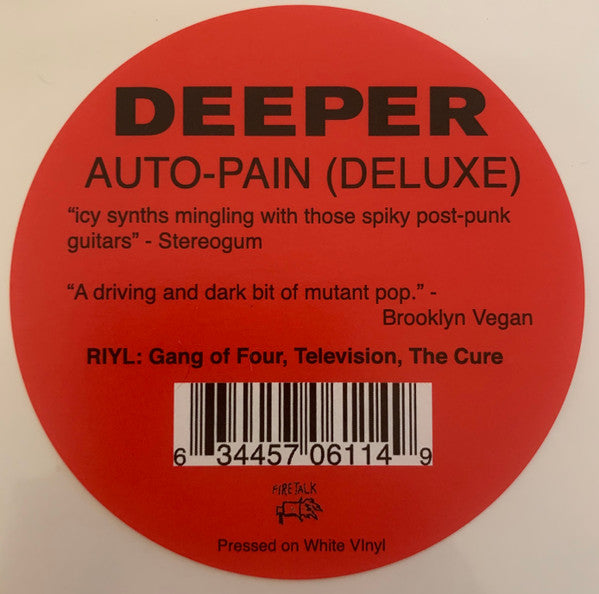 DEEPER
AUTO-PAIN (DELUXE)
“icy synths mingling with those spiky post-punk
guitars” - Stereogum
“A driving and dark bit of mutant pop.” -
Brooklyn Vegan
RIYL: Gang of Four, Television, The Cure
6 34457 06114 9
FIRETALK
Pressed on White VInyl